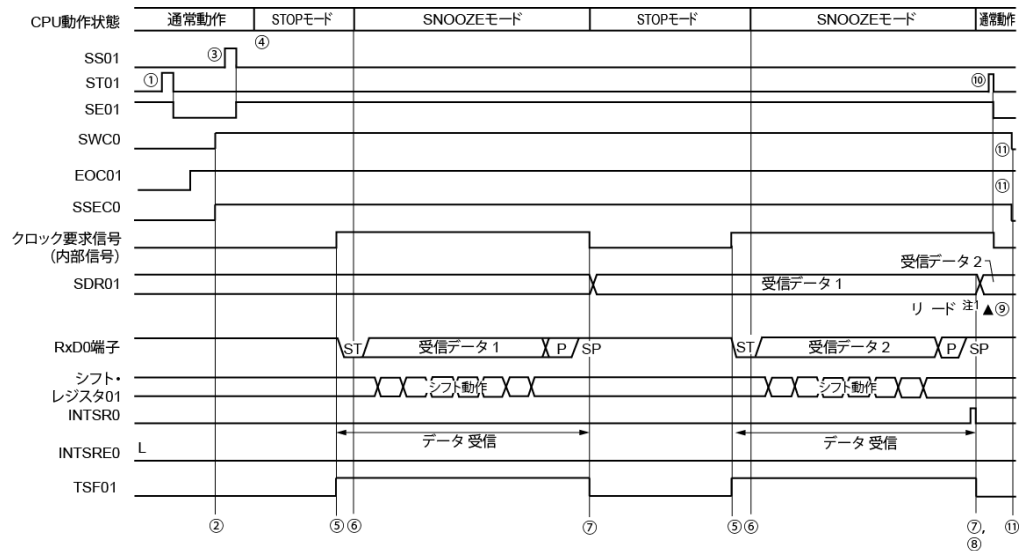 CPU動作状態 通常動作 STOPモード SNOOZEモード STOPモード SNOOZEモード 通常動作
④
SS01 ③
ST01 ① ⑩
SE01
SWC0 ⑪
EOC01 ⑪
SSEC0
クロック要求信号
（内部信号）
受信データ 2
SDR01 受信データ 1
リード 注1 ▲⑨
RxD0端子 ST 受信データ 1 P SP ST 受信データ 2 P SP
シフト・
レジスタ01 シフト動作 シフト動作
INTSR0
データ 受信 データ 受信
INTSRE0 L
TSF01
② ⑤ ⑥ ⑦ ⑤ ⑥ ⑦, ⑪
⑧